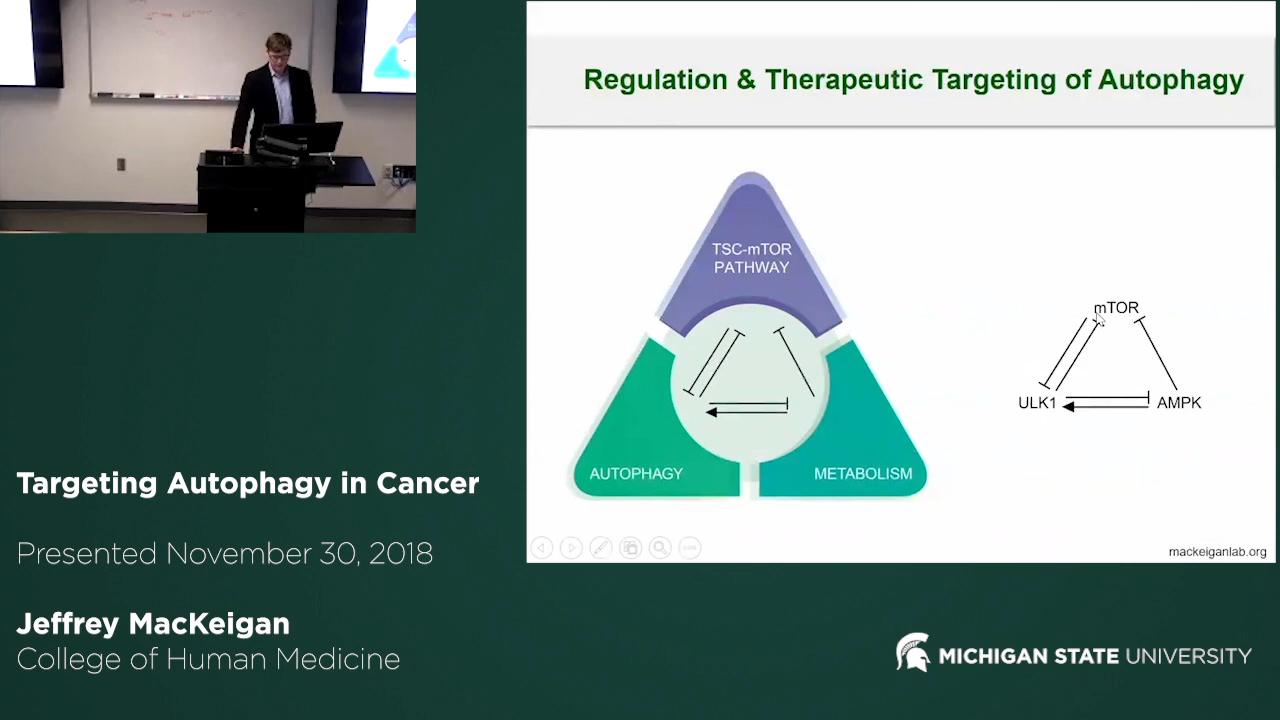 Regulation & Therapeutic Targeting of Autophagy
TSC-mTOR
PATHWAY
AUTOPHAGY
METABOLISM
mTOR
ULK1
AMPK
mackeiganlab.org
Targeting Autophagy in Cancer
Presented November 30, 2018
Jeffrey MacKeigan
College of Human Medicine
MICHIGAN STATE UNIVERSITY